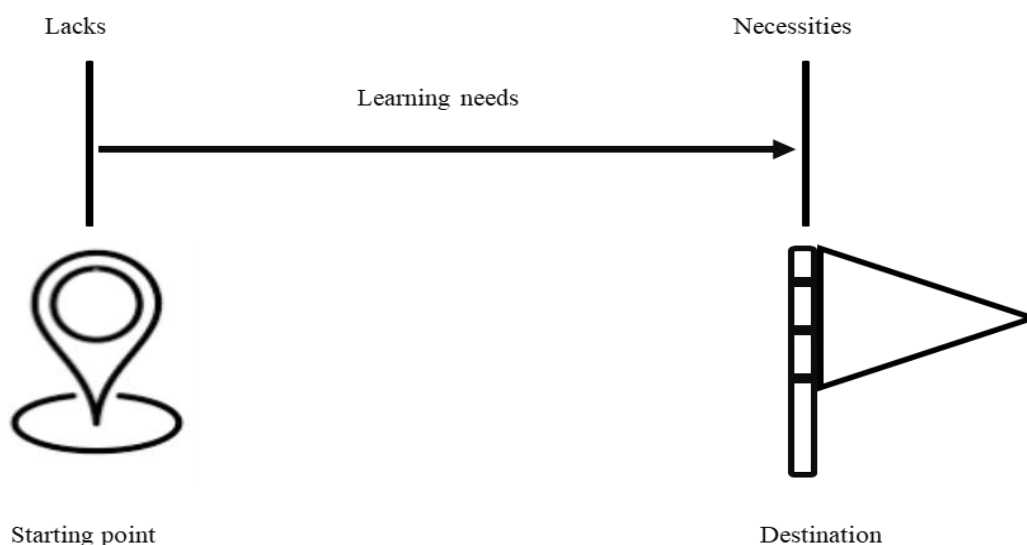 Lacks
Necessities
Learning needs
Starting point
Destination